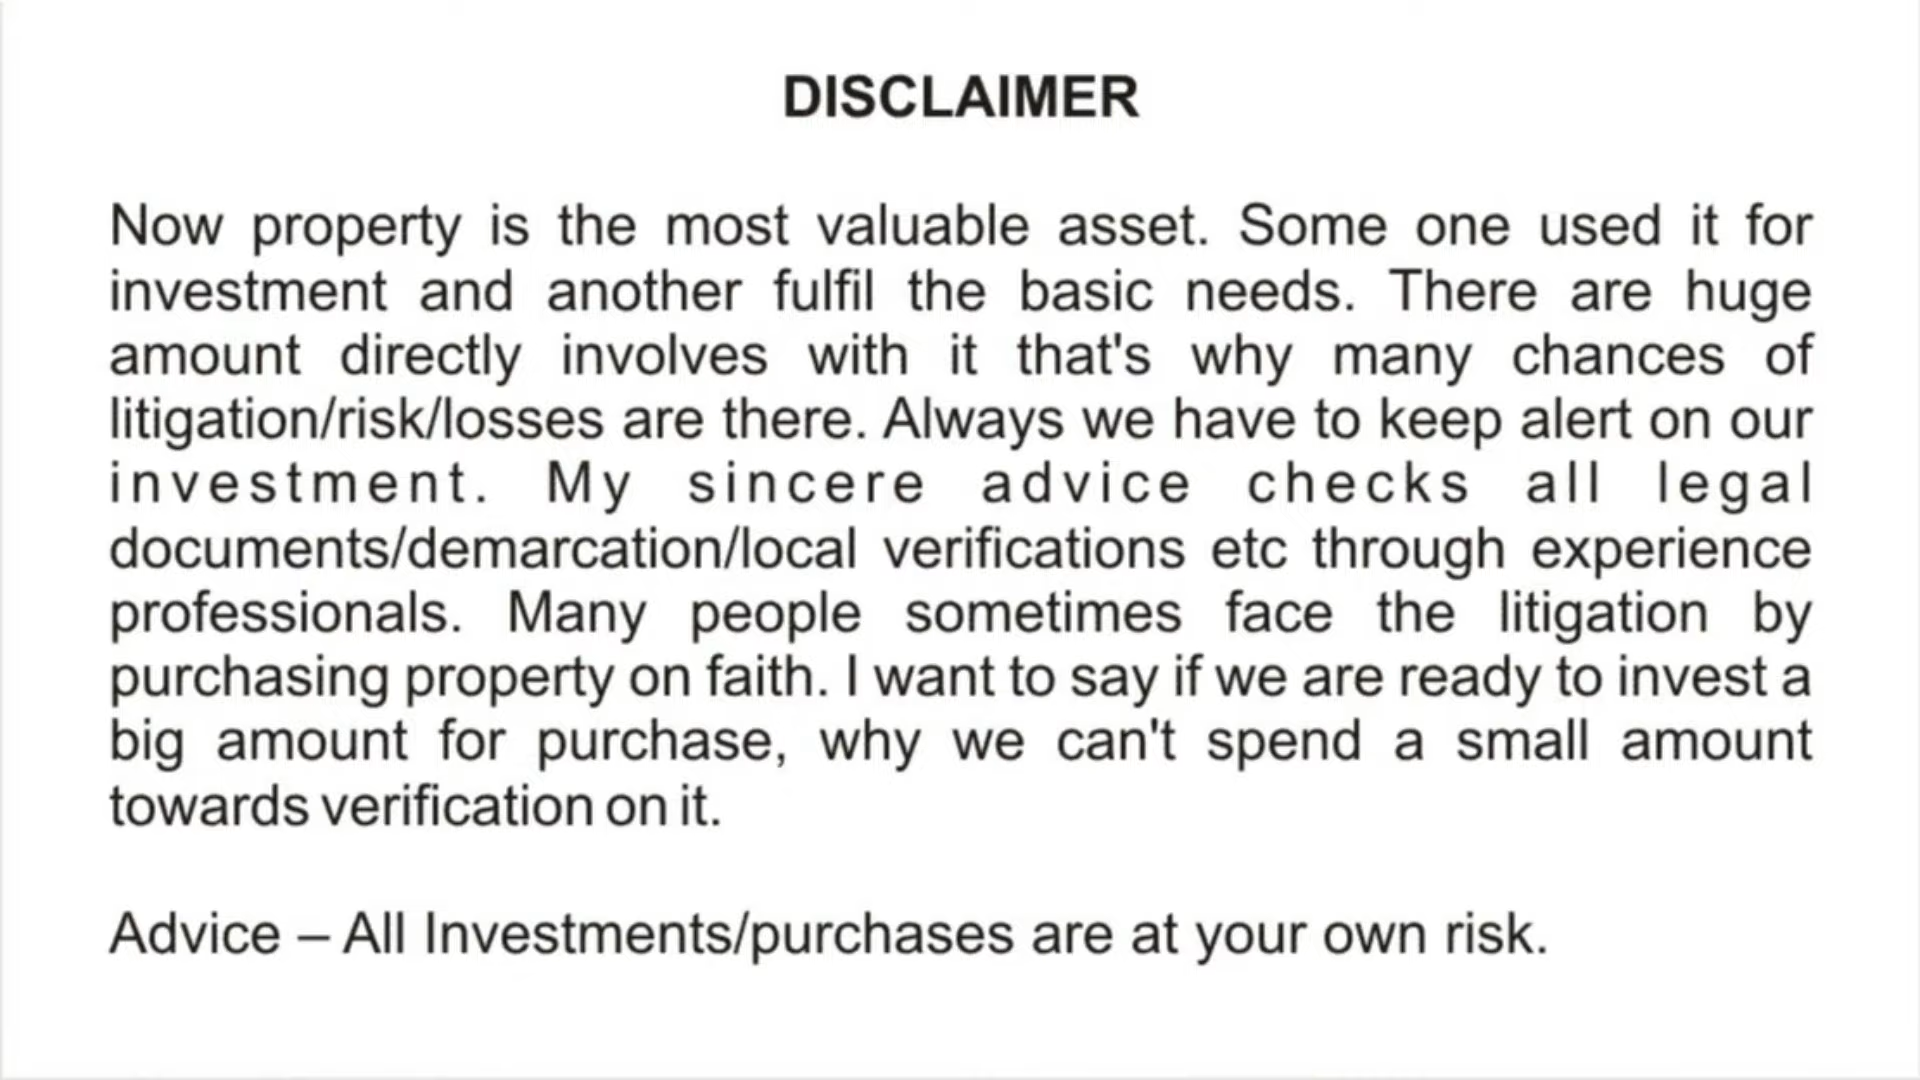 DISCLAIMER
Now property is the most valuable asset. Some one used it for
investment and another fulfil the basic needs. There are huge
amount directly involves with it that's why many chances of
litigation/risk/losses are there. Always we have to keep alert on our
investment. My sincere advice checks all legal
documents/demarcation/local verifications etc through experience
professionals. Many people sometimes face the litigation by
purchasing property on faith. I want to say if we are ready to invest a
big amount for purchase, why we can't spend a small amount
towards verification on it.
Advice – All Investments/purchases are at your own risk.